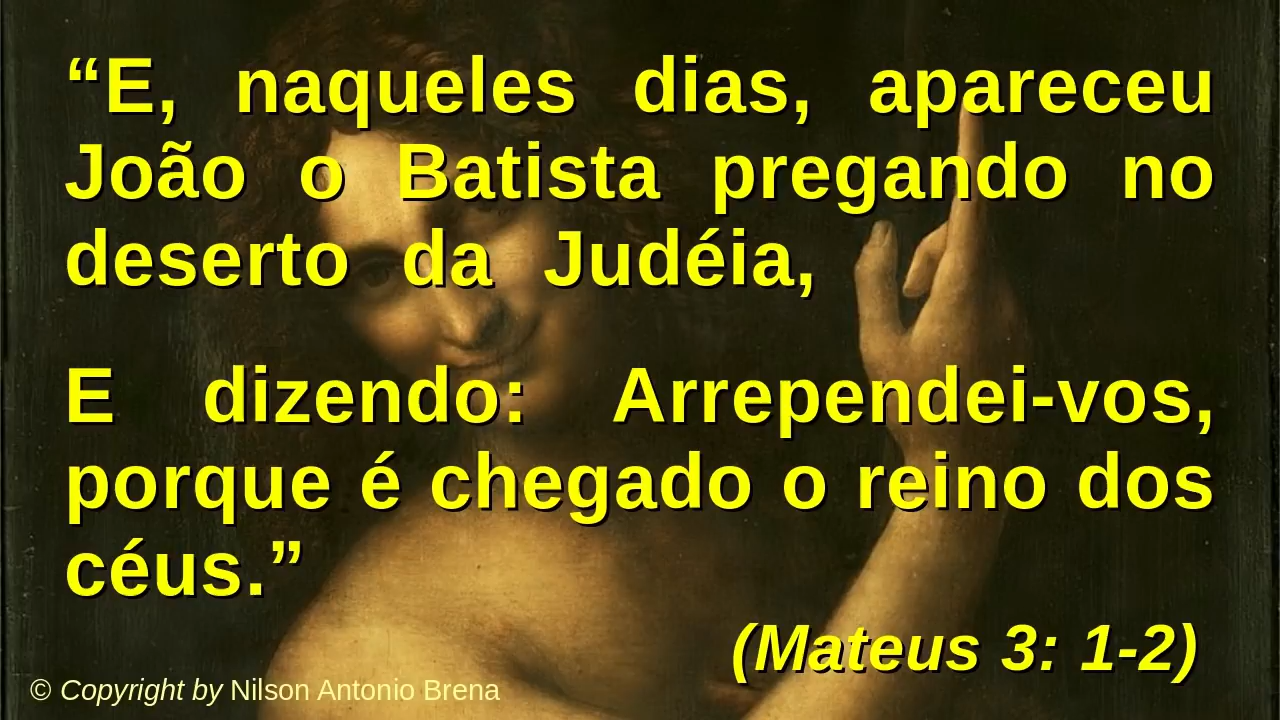 “E, naqueles dias, apareceu
João o Batista pregando no
deserto da Judéia,
E dizendo: Arrependei-vos,
porque é chegado o reino dos
céus.”
(Mateus 3: 1-2)
© Copyright by Nilson Antonio Brena